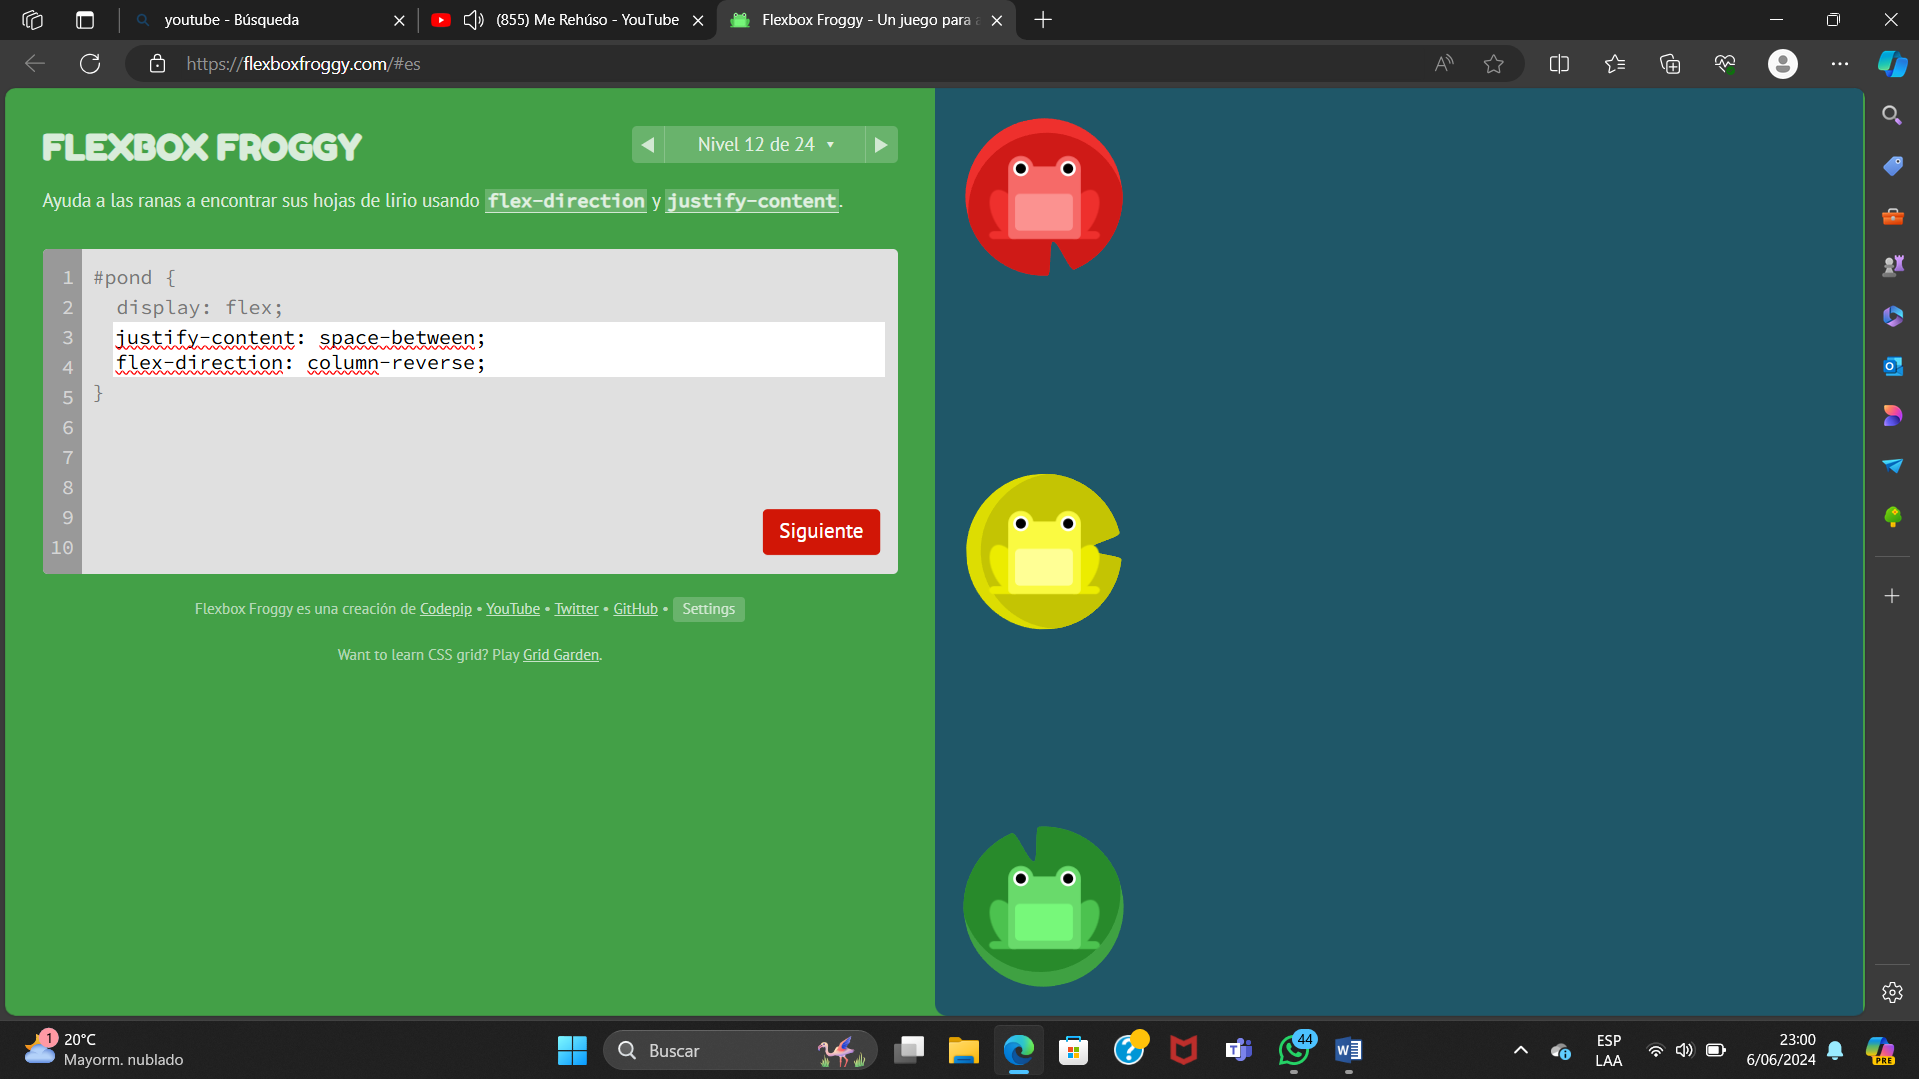 youtube - Búsqueda
(855) Me Rehúso - YouTube
Flexbox Froggy - Un juego para a
https://flexboxfroggy.com/#es
FLEXBOX FROGGY
Nivel 12 de 24
Ayuda a las ranas a encontrar sus hojas de lirio usando flex-direction y justify-content.
1 #pond {
2 display: flex;
3 justify-content: space-between;
4 flex-direction: column-reverse;
5 }
6
7
8
9
10
Siguiente
Flexbox Froggy es una creación de Codepip • YouTube • Twitter • GitHub • Settings
Want to learn CSS grid? Play Grid Garden.
1
20°C
Mayorm. nublado
Buscar
44
ESP
LAA
23:00
6/06/2024
PRE